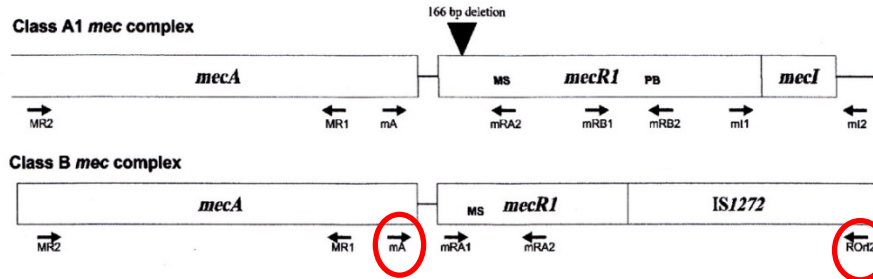 166 bp deletion
Class A1 mec complex
mecA mecR1 mecI
MS PB
MR2 MR1 mA mRA2 mRB1 mRB2 mI1 mI2
Class B mec complex
mecA mecR1 IS1272
MS
MR2 MR1 mA mRA1 mRA2 ROrf2